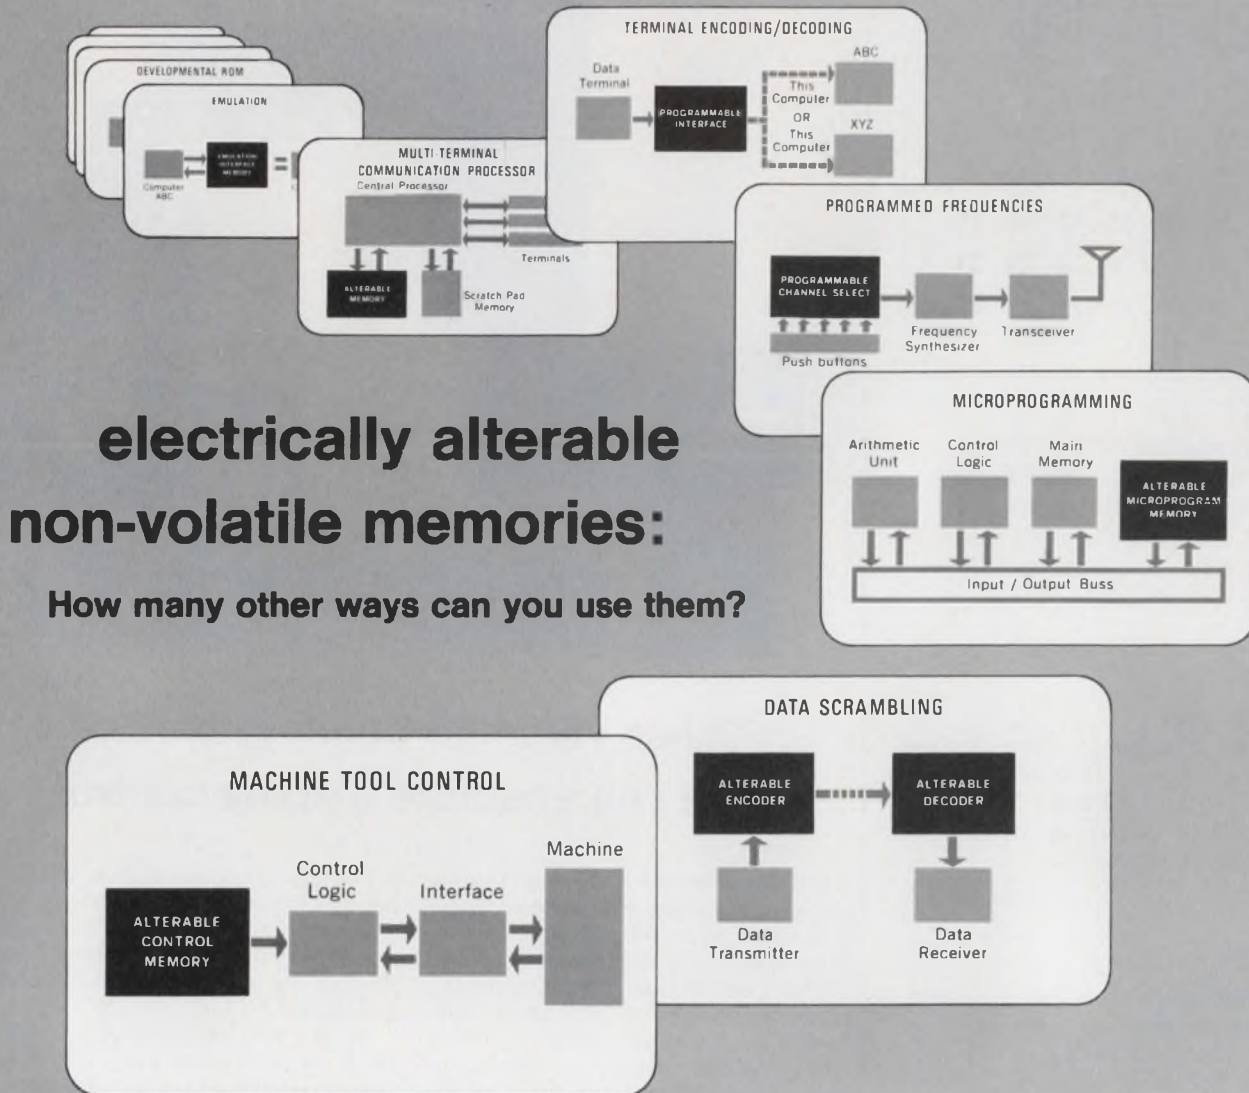 DEVELOPMENTAL ROM
EMULATION
Computer
ABC
EMULATION
INTERFACE
MEMORY
MULTI-TERMINAL
COMMUNICATION PROCESSOR
Central Processor
Terminals
ALTERABLE
MEMORY
Scratch Pad
Memory
TERMINAL ENCODING/DECODING
Data
Terminal
PROGRAMMABLE
INTERFACE
ABC
This
Computer
OR
This
Computer
XYZ
PROGRAMMED FREQUENCIES
PROGRAMMABLE
CHANNEL SELECT
Push buttons
Frequency
Synthesizer
Transceiver
MICROPROGRAMMING
Arithmetic
Unit
Control
Logic
Main
Memory
ALTERABLE
MICROPROGRAM
MEMORY
Input / Output Buss
electrically alterable
non-volatile memories:
How many other ways can you use them?
DATA SCRAMBLING
ALTERABLE
ENCODER
ALTERABLE
DECODER
Data
Transmitter
Data
Receiver
MACHINE TOOL CONTROL
ALTERABLE
CONTROL
MEMORY
Control
Logic
Interface
Machine